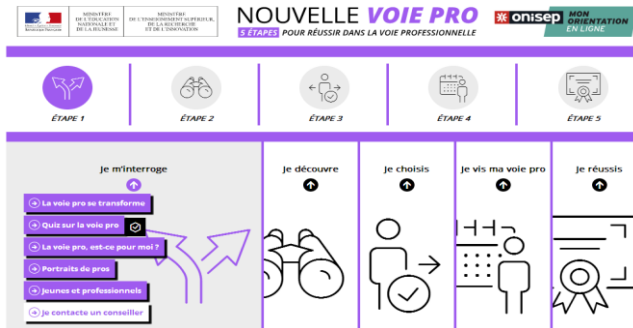 MINISTÈRE
DE L'ÉDUCATION
NATIONALE ET
DE LA JEUNESSE
MINISTÈRE
DE L'ENSEIGNEMENT SUPÉRIEUR,
DE LA RECHERCHE
ET DE L'INNOVATION
NOUVELLE VOIE PRO
5 ÉTAPES POUR RÉUSSIR DANS LA VOIE PROFESSIONNELLE
onisep
MON
ORIENTATION
EN LIGNE
ÉTAPE 1
ÉTAPE 2
ÉTAPE 3
ÉTAPE 4
ÉTAPE 5
Je m'interroge
La voie pro se transforme
Quiz sur la voie pro
La voie pro, est-ce pour moi ?
Portraits de pros
Jeunes et professionnels
Je contacte un conseiller
Je découvre
Je choisis
Je vis ma voie pro
Je réussis